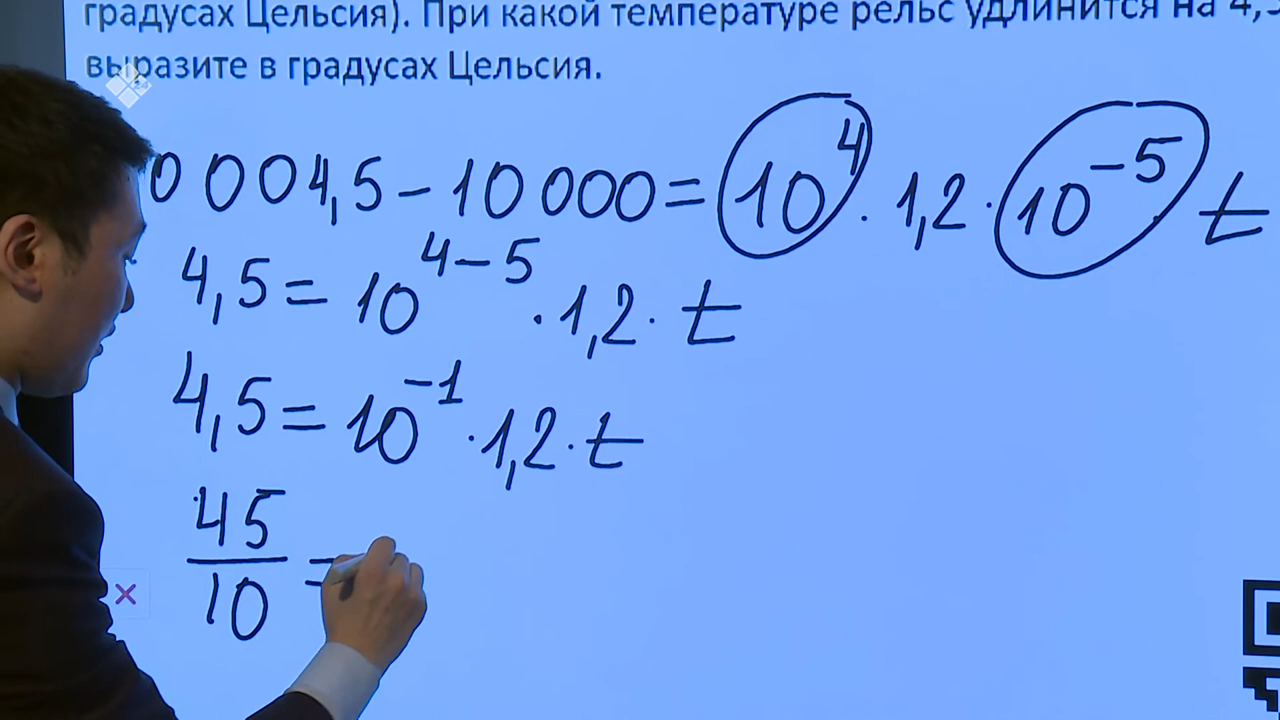 градусах Цельсия). При какой температуре рельс удлинится на 4,5
выразите в градусах Цельсия.
0 004,5 – 10 000 = 10⁴ · 1,2 · 10⁻⁵ t
4,5 = 10⁴⁻⁵ · 1,2 · t
4,5 = 10⁻¹ · 1,2 · t
45/10 =